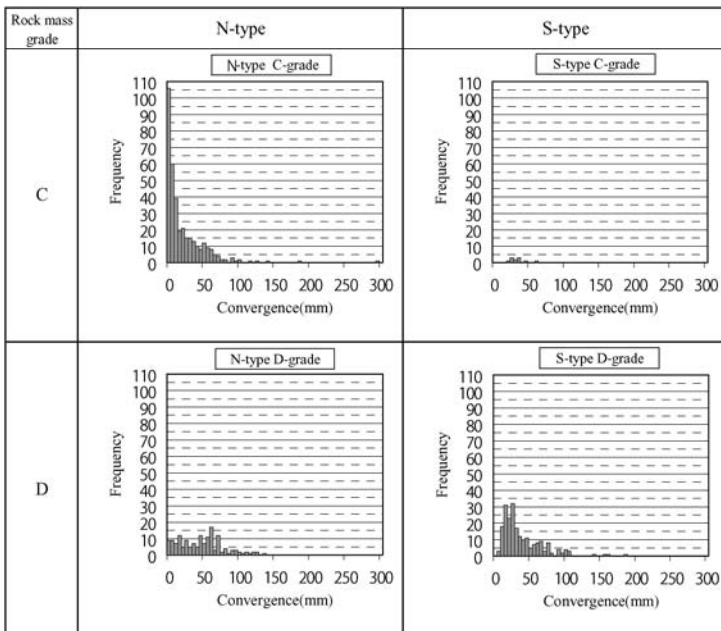 Rock mass
grade
N-type
S-type
C
N-type C-grade
110
100
90
80
70
60
50
40
30
20
10
0
Frequency
0 50 100 150 200 250 300
Convergence(mm)
S-type C-grade
110
100
90
80
70
60
50
40
30
20
10
0
Frequency
0 50 100 150 200 250 300
Convergence(mm)
D
N-type D-grade
110
100
90
80
70
60
50
40
30
20
10
0
Frequency
0 50 100 150 200 250 300
Convergence(mm)
S-type D-grade
110
100
90
80
70
60
50
40
30
20
10
0
Frequency
0 50 100 150 200 250 300
Convergence(mm)